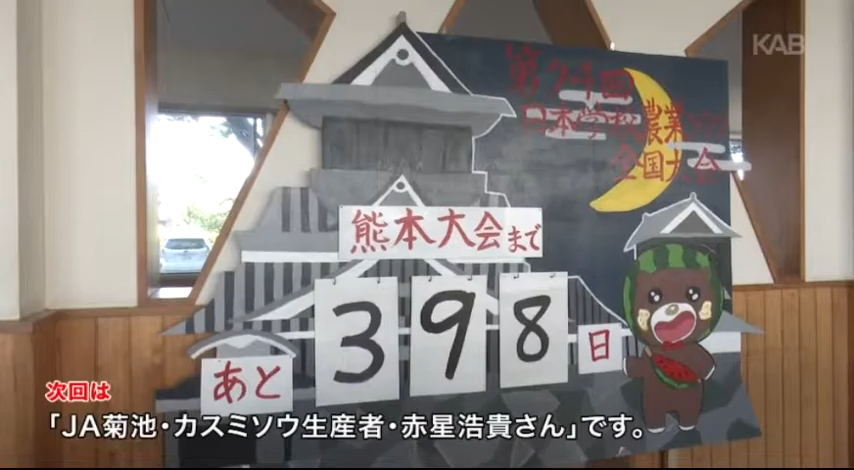 KAB
第74回
日本学校農業
全国大会
熊本大会まで
あと
398
日
次回は
「JA菊池・カスミソウ生産者・赤星浩貴さん」です。